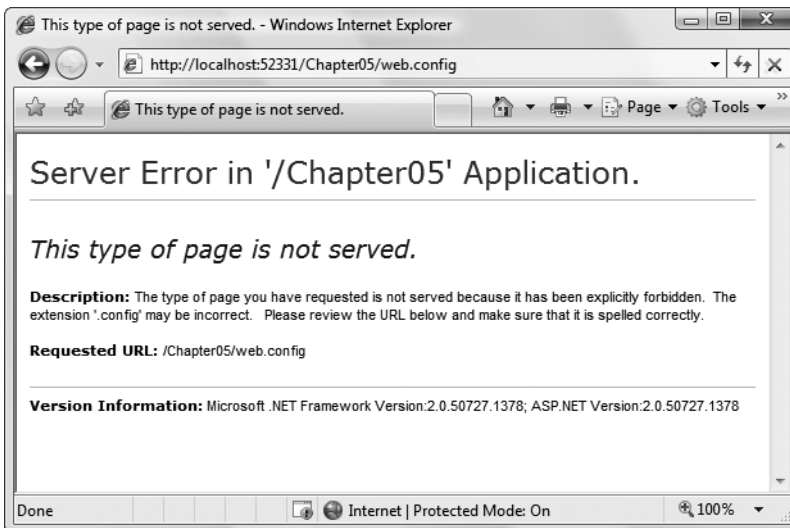 This type of page is not served. - Windows Internet Explorer
http://localhost:52331/Chapter05/web.config
This type of page is not served.
Page
Tools
Server Error in '/Chapter05' Application.
This type of page is not served.
Description: The type of page you have requested is not served because it has been explicitly forbidden. The
extension '.config' may be incorrect. Please review the URL below and make sure that it is spelled correctly.
Requested URL: /Chapter05/web.config
Version Information: Microsoft .NET Framework Version:2.0.50727.1378; ASP.NET Version:2.0.50727.1378
Done
Internet | Protected Mode: On
100%